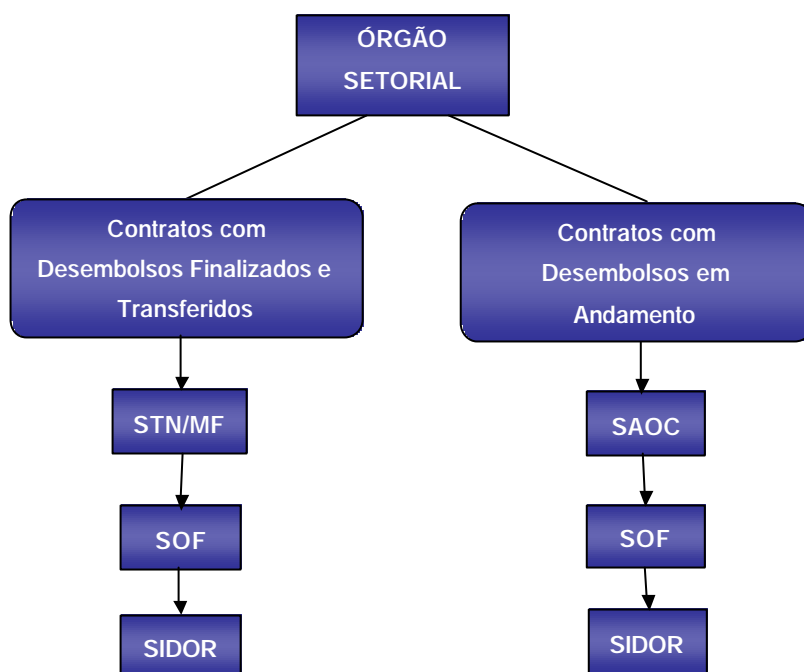 ÓRGÃO
SETORIAL
Contratos com
Desembolsos Finalizados e
Transferidos
Contratos com
Desembolsos em
Andamento
STN/MF
SAOC
SOF
SOF
SIDOR
SIDOR